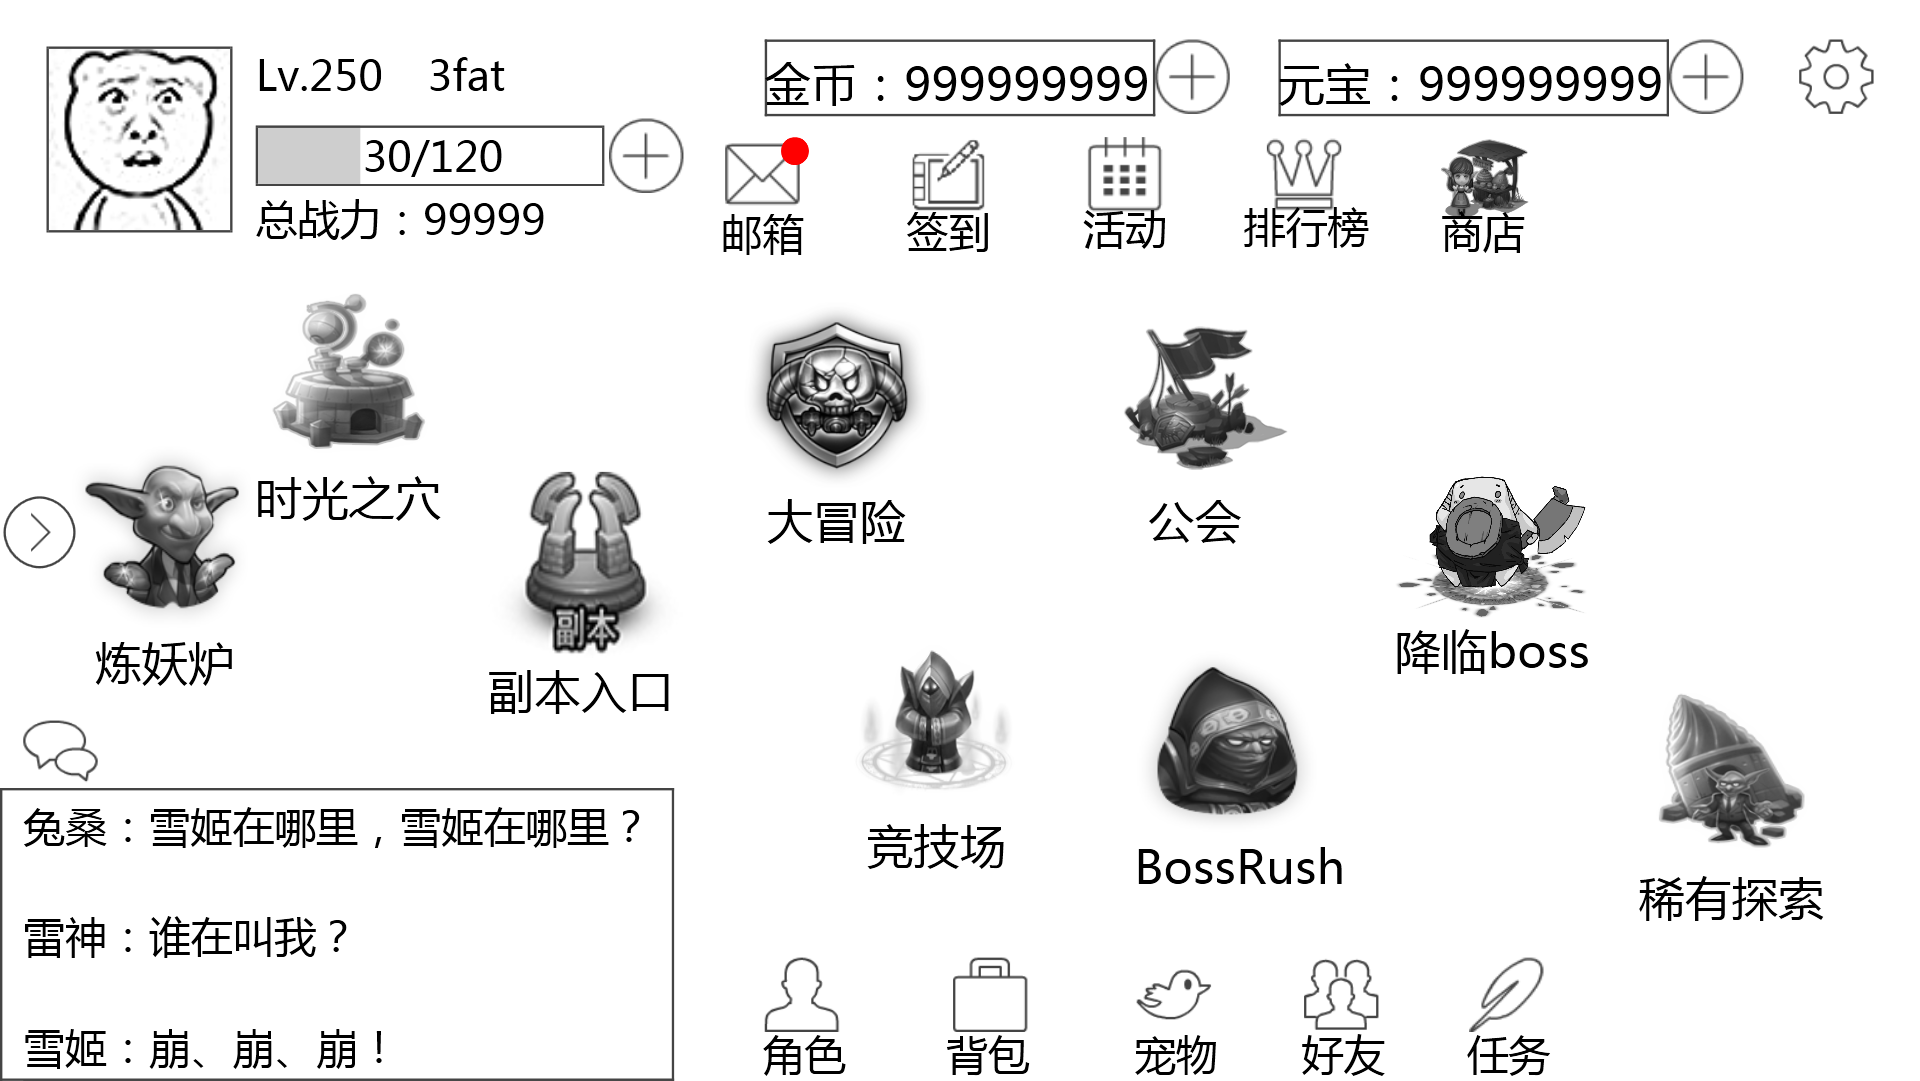 Lv.250 3fat
金币：999999999
元宝：999999999
30/120
总战力：99999
邮箱
签到
活动
排行榜
商店
时光之穴
大冒险
公会
炼妖炉
副本
副本入口
降临boss
竞技场
BossRush
稀有探索
兔桑：雪姬在哪里，雪姬在哪里？
雷神：谁在叫我？
雪姬：崩、崩、崩！
角色
背包
宠物
好友
任务